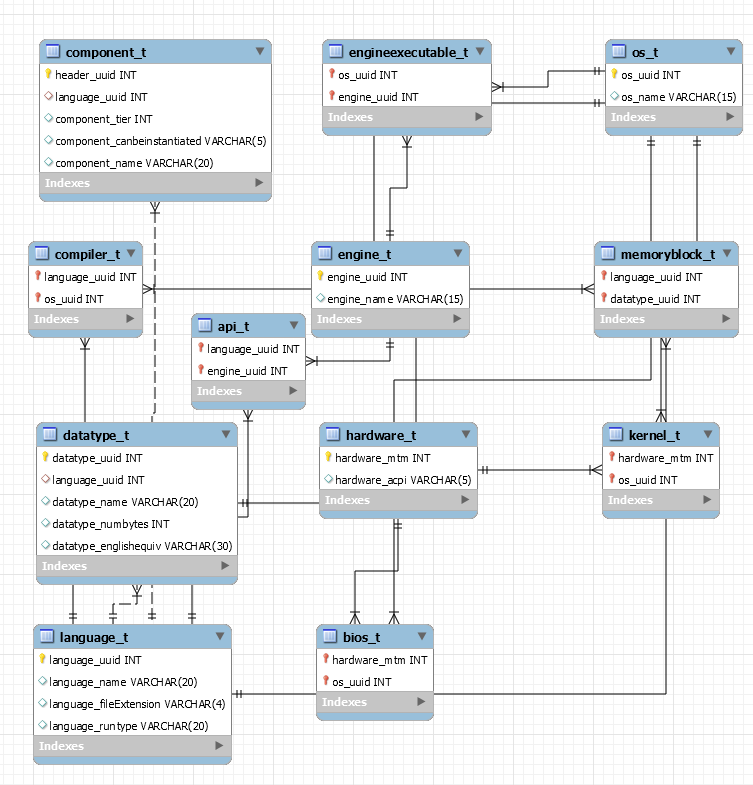 component_t
header_uuid INT
language_uuid INT
component_tier INT
component_canbeinstantiated VARCHAR(5)
component_name VARCHAR(20)
Indexes
engineexecutable_t
os_uuid INT
engine_uuid INT
Indexes
os_t
os_uuid INT
os_name VARCHAR(15)
Indexes
compiler_t
language_uuid INT
os_uuid INT
Indexes
engine_t
engine_uuid INT
engine_name VARCHAR(15)
Indexes
memoryblock_t
language_uuid INT
datatype_uuid INT
Indexes
api_t
language_uuid INT
engine_uuid INT
Indexes
datatype_t
datatype_uuid INT
language_uuid INT
datatype_name VARCHAR(20)
datatype_numbytes INT
datatype_englishequiv VARCHAR(30)
Indexes
hardware_t
hardware_mtm INT
hardware_acpi VARCHAR(5)
Indexes
kernel_t
hardware_mtm INT
os_uuid INT
Indexes
language_t
language_uuid INT
language_name VARCHAR(20)
language_fileExtension VARCHAR(4)
language_runtype VARCHAR(20)
Indexes
bios_t
hardware_mtm INT
os_uuid INT
Indexes